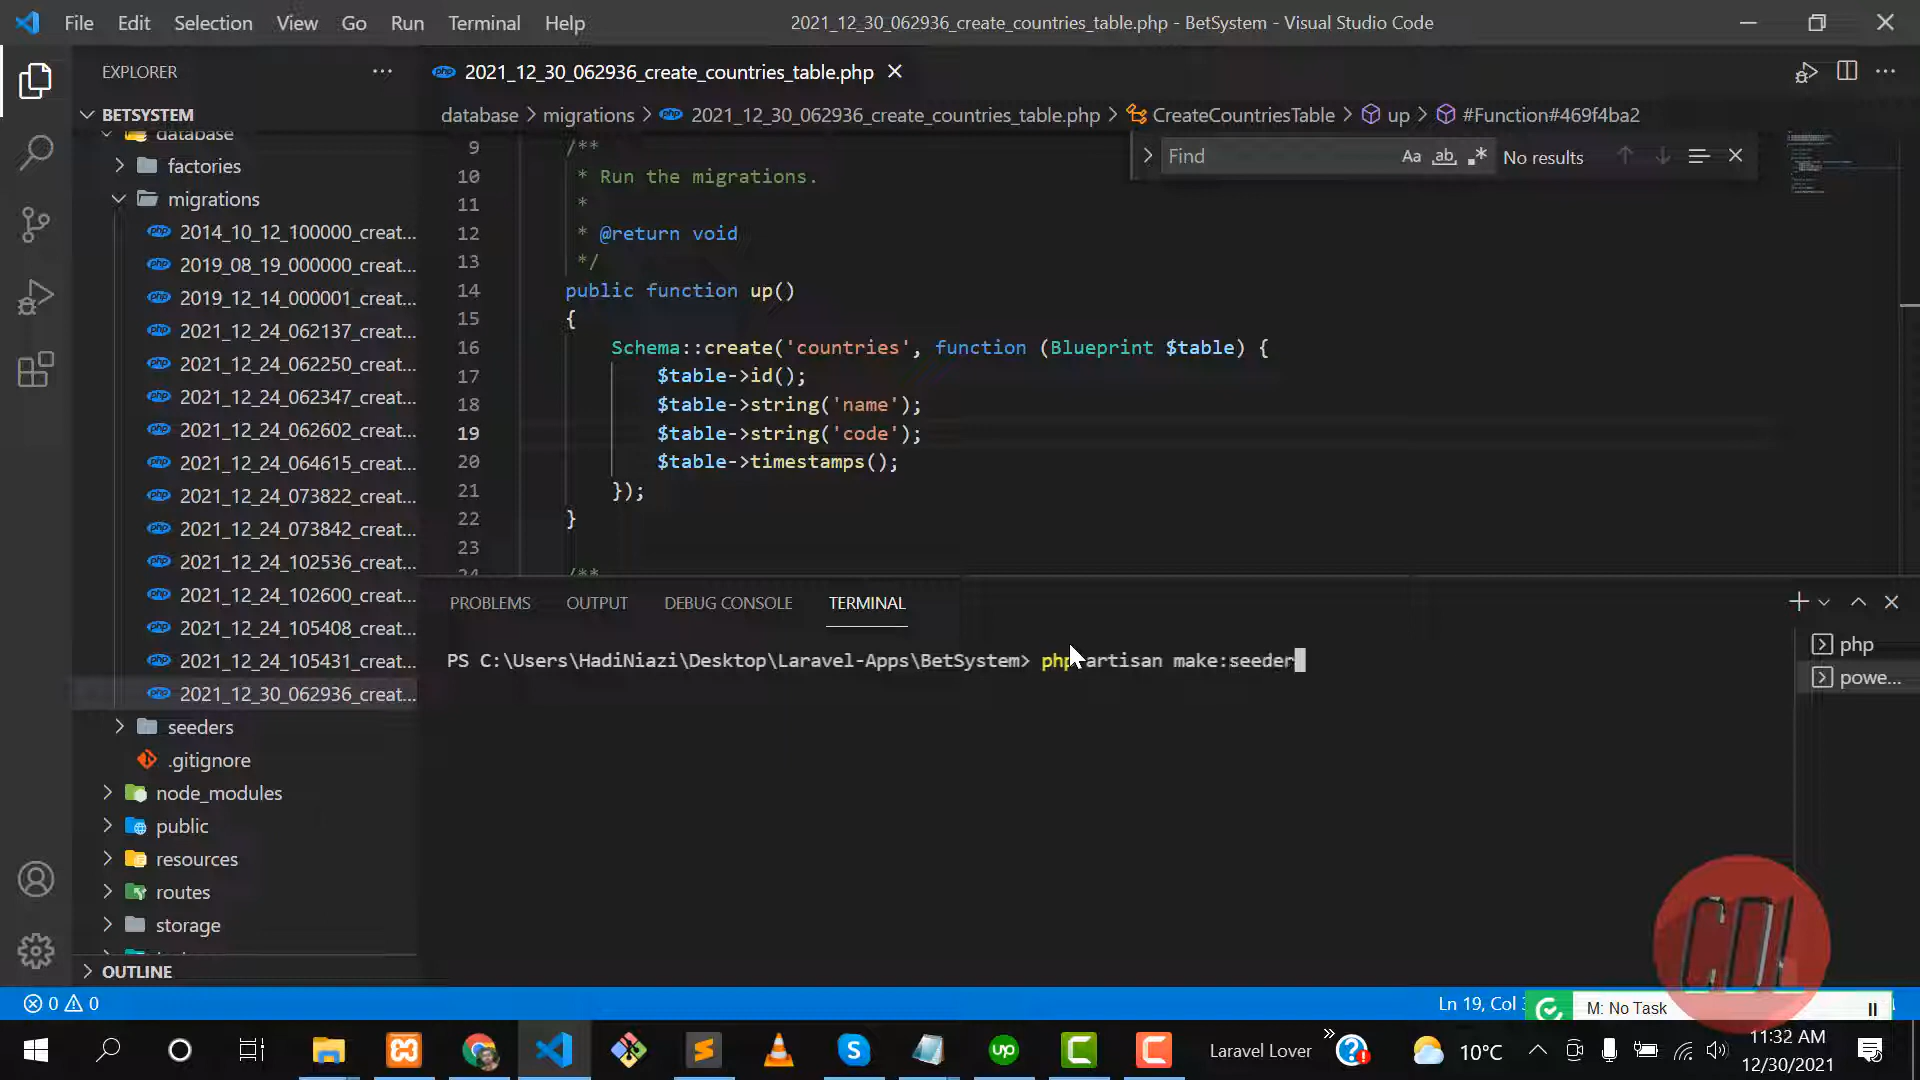 File Edit Selection View Go Run Terminal Help
2021_12_30_062936_create_countries_table.php - BetSystem - Visual Studio Code
EXPLORER
BETSYSTEM
database
factories
migrations
2014_10_12_100000_creat...
2019_08_19_000000_creat...
2019_12_14_000001_creat...
2021_12_24_062137_creat...
2021_12_24_062250_creat...
2021_12_24_062347_creat...
2021_12_24_062602_creat...
2021_12_24_064615_creat...
2021_12_24_073822_creat...
2021_12_24_073842_creat...
2021_12_24_102536_creat...
2021_12_24_102600_creat...
2021_12_24_105408_creat...
2021_12_24_105431_creat...
2021_12_30_062936_creat...
seeders
.gitignore
node_modules
public
resources
routes
storage
OUTLINE
php 2021_12_30_062936_create_countries_table.php
database > migrations > php 2021_12_30_062936_create_countries_table.php > CreateCountriesTable > up > #Function#469f4ba2
Find Aa ab .* No results
9 /**
10 * Run the migrations.
11 *
12 * @return void
13 */
14 public function up()
15 {
16 Schema::create('countries', function (Blueprint $table) {
17 $table->id();
18 $table->string('name');
19 $table->string('code');
20 $table->timestamps();
21 });
22 }
23
24 /**
PROBLEMS OUTPUT DEBUG CONSOLE TERMINAL
PS C:\Users\HadiNiazi\Desktop\Laravel-Apps\BetSystem> php artisan make:seeder
php
powe...
0 0
Ln 19, Col
M: No Task
Laravel Lover
10°C
11:32 AM
12/30/2021